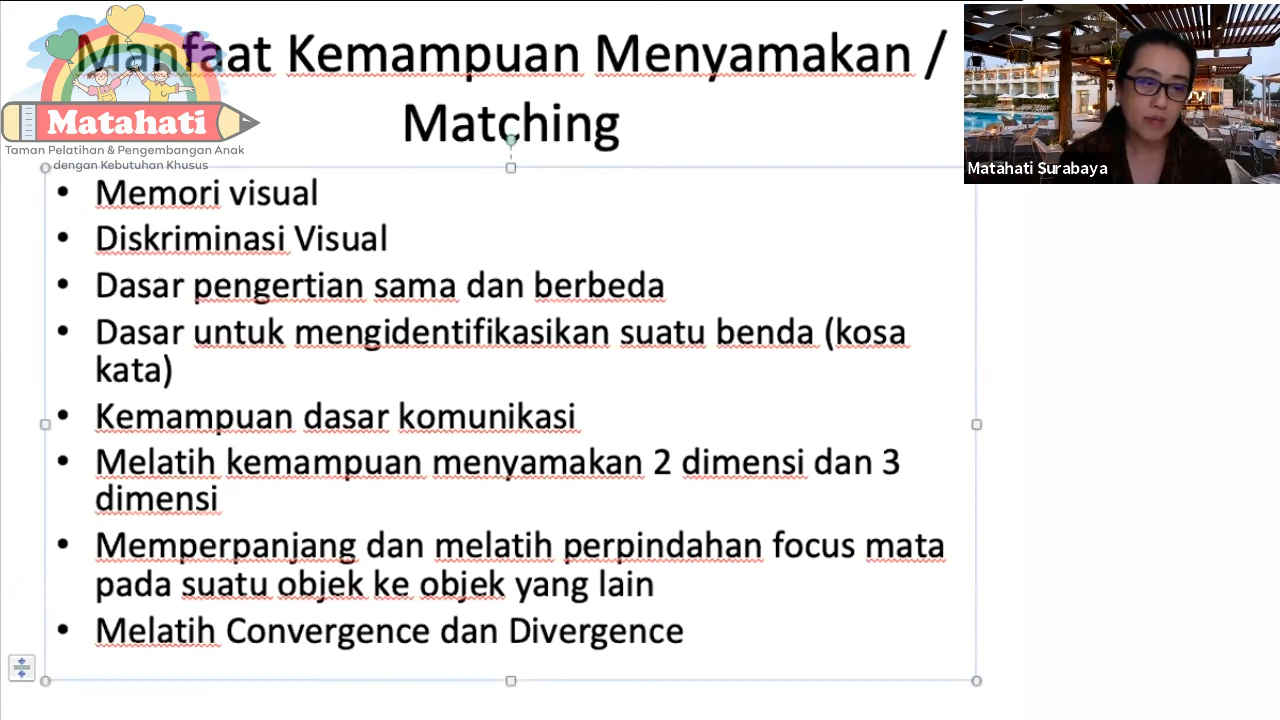 Manfaat Kemampuan Menyamakan /
Matching
Matahati
Taman Pelatihan & Pengembangan Anak
dengan Kebutuhan Khusus
Matahati Surabaya
• Memori visual
• Diskriminasi Visual
• Dasar pengertian sama dan berbeda
• Dasar untuk mengidentifikasikan suatu benda (kosa
kata)
• Kemampuan dasar komunikasi
• Melatih kemampuan menyamakan 2 dimensi dan 3
dimensi
• Memperpanjang dan melatih perpindahan focus mata
pada suatu objek ke objek yang lain
• Melatih Convergence dan Divergence